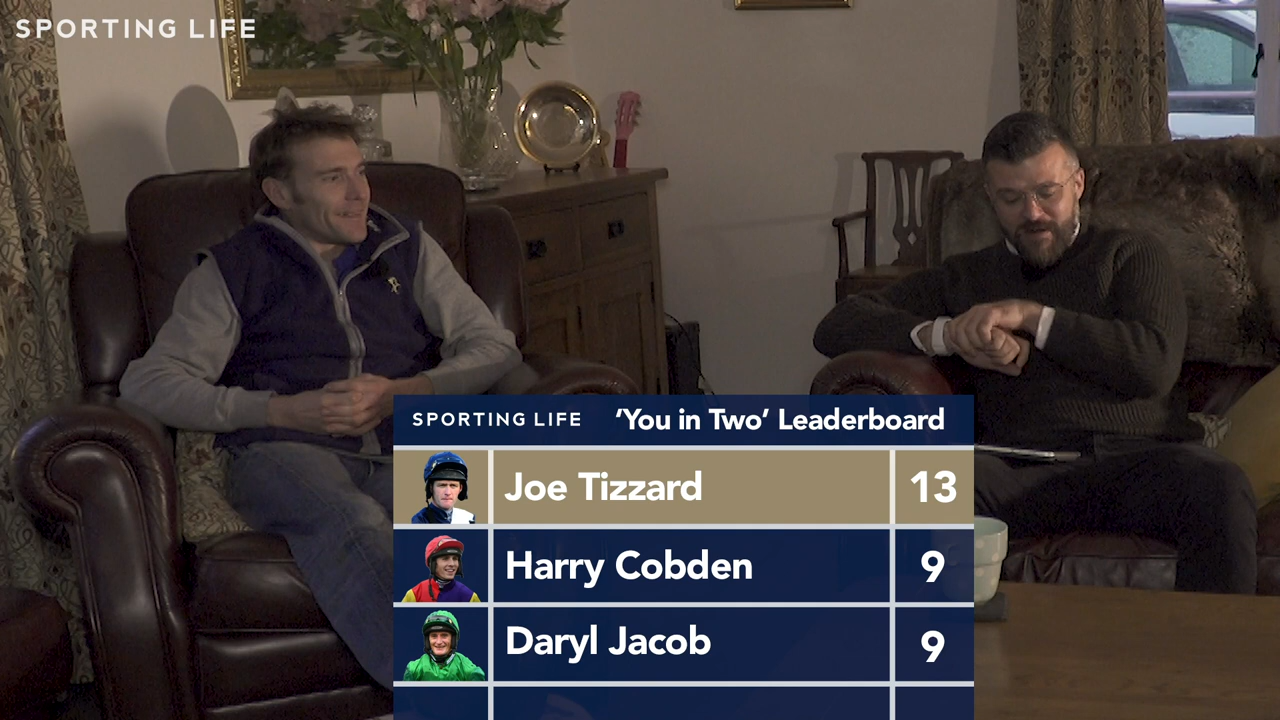 SPORTING LIFE
SPORTING LIFE 'You in Two' Leaderboard
Joe Tizzard 13
Harry Cobden 9
Daryl Jacob 9